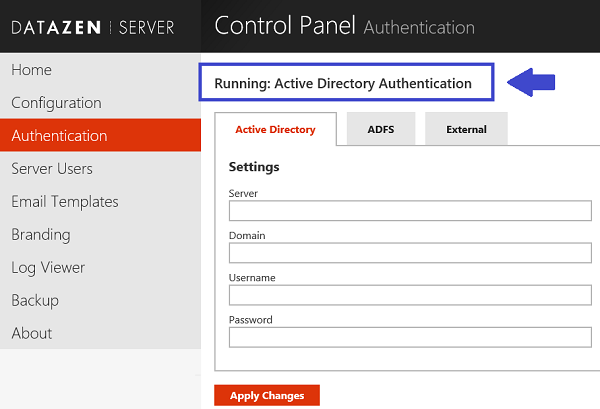 DATAZEN | SERVER
Control Panel Authentication
Home
Configuration
Authentication
Server Users
Email Templates
Branding
Log Viewer
Backup
About
Running: Active Directory Authentication
Active Directory
ADFS
External
Settings
Server
Domain
Username
Password
Apply Changes